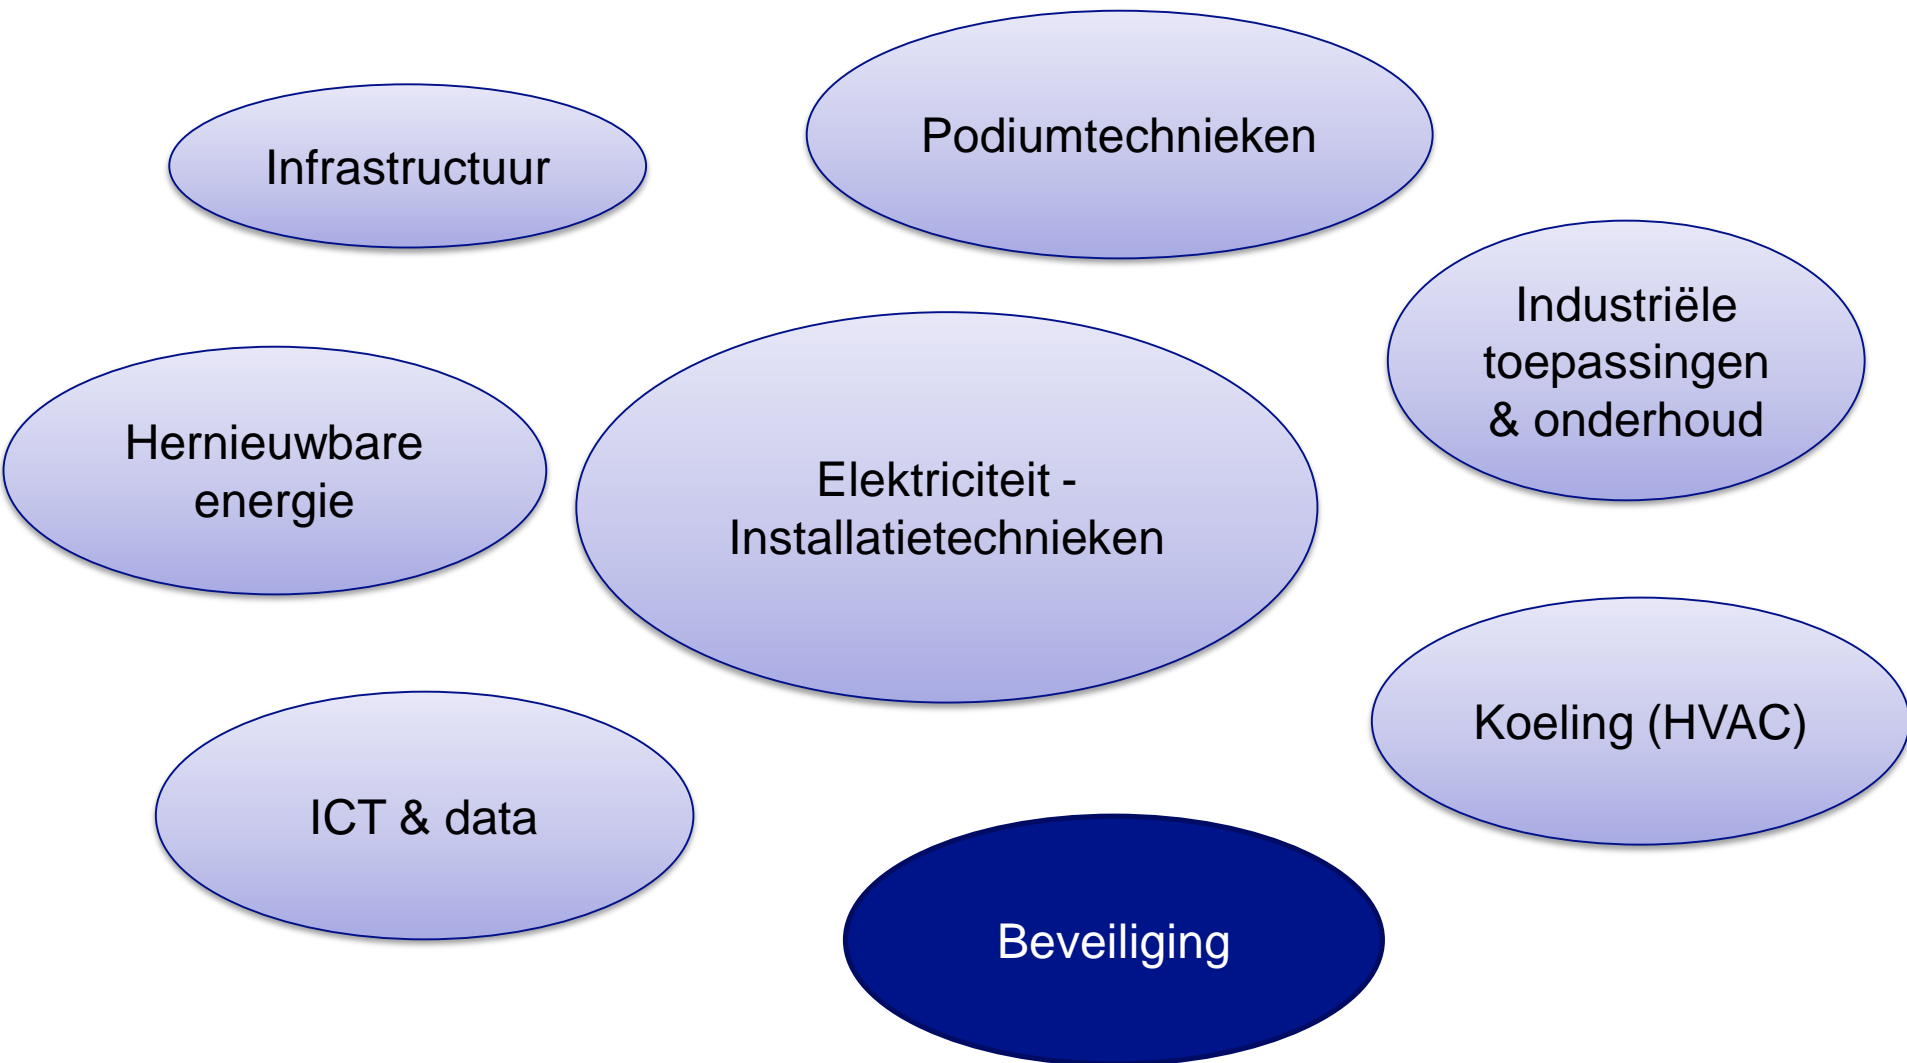 Podiumtechnieken
Infrastructuur
Industriële
toepassingen
& onderhoud
Hernieuwbare
energie
Elektriciteit -
Installatietechnieken
Koeling (HVAC)
ICT & data
Beveiliging